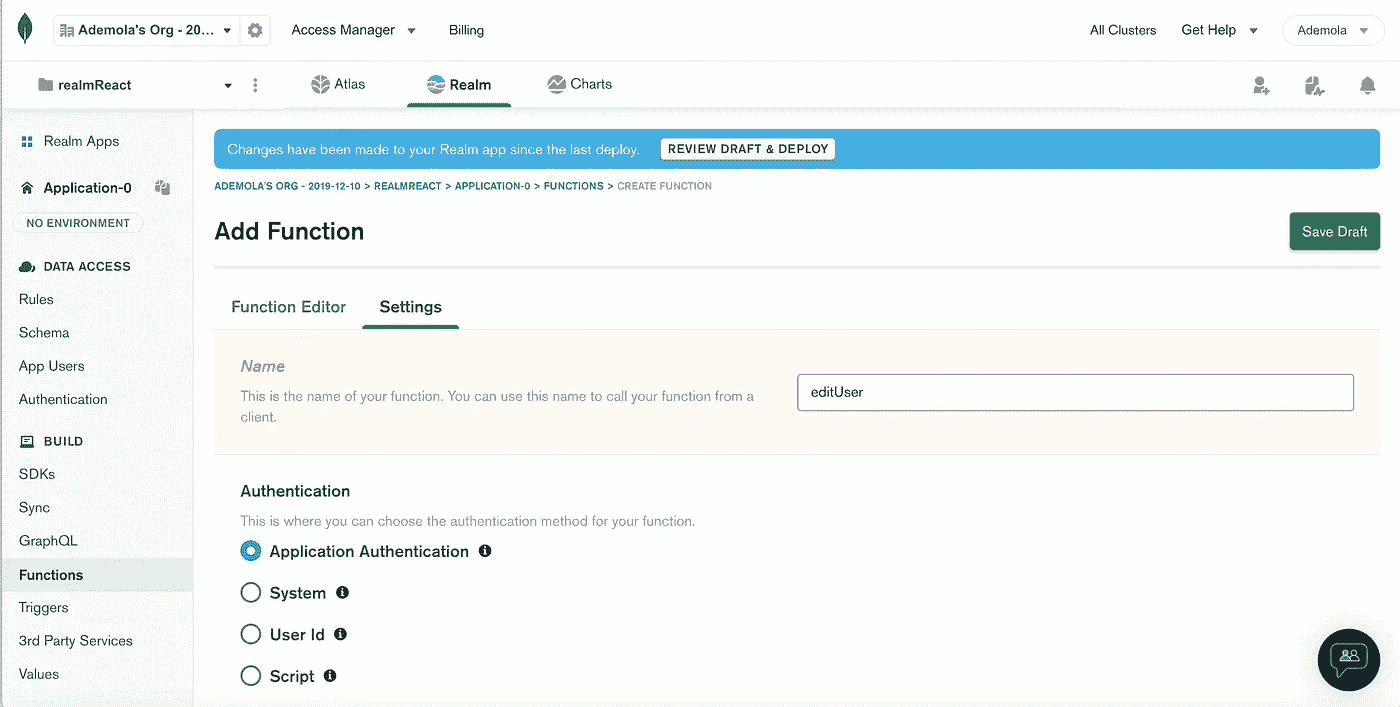 Ademola's Org - 20... Access Manager Billing All Clusters Get Help Ademola
realmReact Atlas Realm Charts
Realm Apps
Application-0
NO ENVIRONMENT
DATA ACCESS
Rules
Schema
App Users
Authentication
BUILD
SDKs
Sync
GraphQL
Functions
Triggers
3rd Party Services
Values
Changes have been made to your Realm app since the last deploy. REVIEW DRAFT & DEPLOY
ADEMOLA'S ORG - 2019-12-10 > REALMREACT > APPLICATION-0 > FUNCTIONS > CREATE FUNCTION
Add Function
Save Draft
Function Editor Settings
Name
This is the name of your function. You can use this name to call your function from a
client.
editUser
Authentication
This is where you can choose the authentication method for your function.
Application Authentication
System
User Id
Script